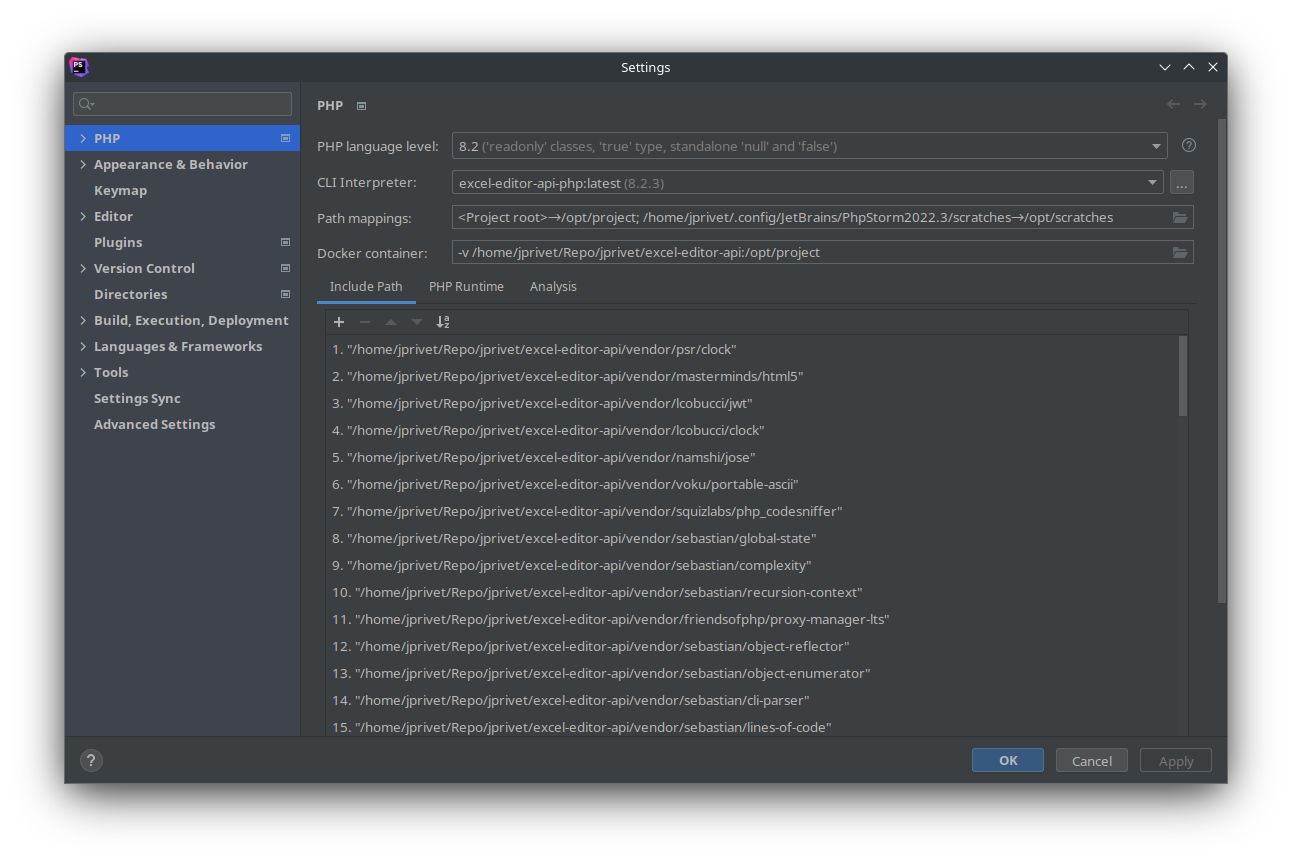 PS
Settings
PHP
Appearance & Behavior
Keymap
Editor
Plugins
Version Control
Directories
Build, Execution, Deployment
Languages & Frameworks
Tools
Settings Sync
Advanced Settings
PHP
PHP language level: 8.2 ('readonly' classes, 'true' type, standalone 'null' and 'false') ?
CLI Interpreter: excel-editor-api-php:latest (8.2.3) ...
Path mappings: <Project root>→/opt/project; /home/jprivet/.config/JetBrains/PhpStorm2022.3/scratches→/opt/scratches
Docker container: -v /home/jprivet/Repo/jprivet/excel-editor-api:/opt/project
Include Path PHP Runtime Analysis
1. "/home/jprivet/Repo/jprivet/excel-editor-api/vendor/psr/clock"
2. "/home/jprivet/Repo/jprivet/excel-editor-api/vendor/masterminds/html5"
3. "/home/jprivet/Repo/jprivet/excel-editor-api/vendor/lcobucci/jwt"
4. "/home/jprivet/Repo/jprivet/excel-editor-api/vendor/lcobucci/clock"
5. "/home/jprivet/Repo/jprivet/excel-editor-api/vendor/namshi/jose"
6. "/home/jprivet/Repo/jprivet/excel-editor-api/vendor/voku/portable-ascii"
7. "/home/jprivet/Repo/jprivet/excel-editor-api/vendor/squizlabs/php_codesniffer"
8. "/home/jprivet/Repo/jprivet/excel-editor-api/vendor/sebastian/global-state"
9. "/home/jprivet/Repo/jprivet/excel-editor-api/vendor/sebastian/complexity"
10. "/home/jprivet/Repo/jprivet/excel-editor-api/vendor/sebastian/recursion-context"
11. "/home/jprivet/Repo/jprivet/excel-editor-api/vendor/friendsofphp/proxy-manager-lts"
12. "/home/jprivet/Repo/jprivet/excel-editor-api/vendor/sebastian/object-reflector"
13. "/home/jprivet/Repo/jprivet/excel-editor-api/vendor/sebastian/object-enumerator"
14. "/home/jprivet/Repo/jprivet/excel-editor-api/vendor/sebastian/cli-parser"
15. "/home/jprivet/Repo/jprivet/excel-editor-api/vendor/sebastian/lines-of-code"
? OK Cancel Apply